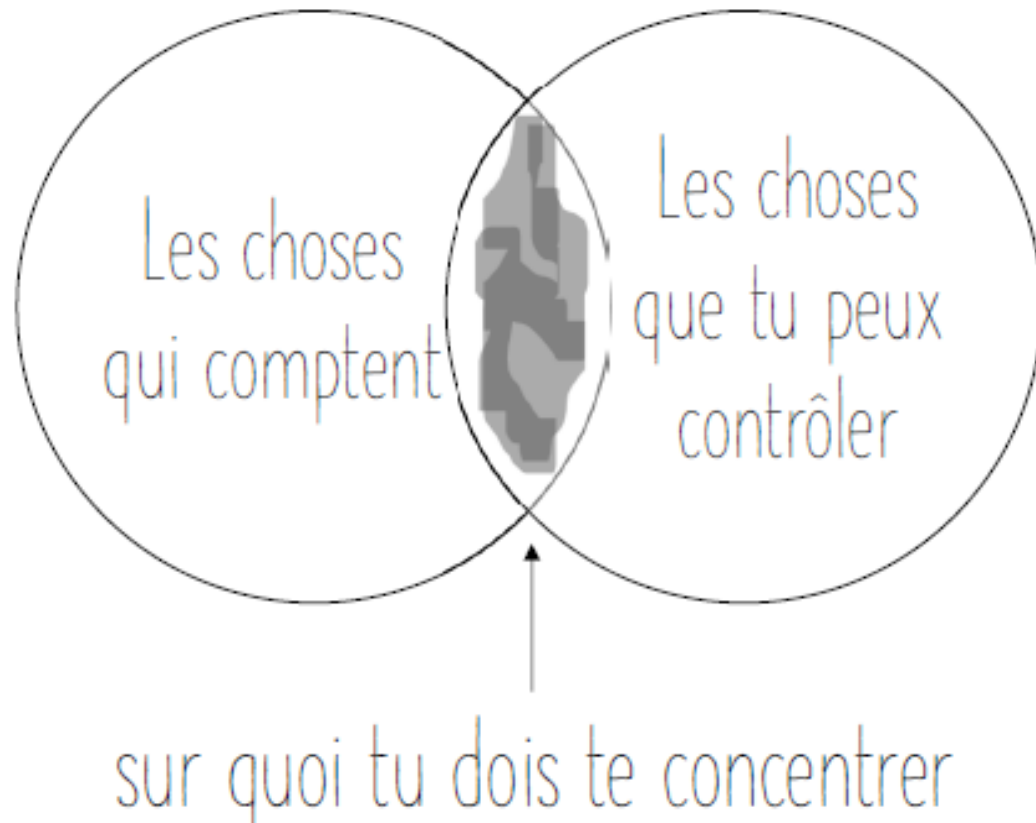 Les choses
qui comptent
Les choses
que tu peux
contrôler
sur quoi tu dois te concentrer